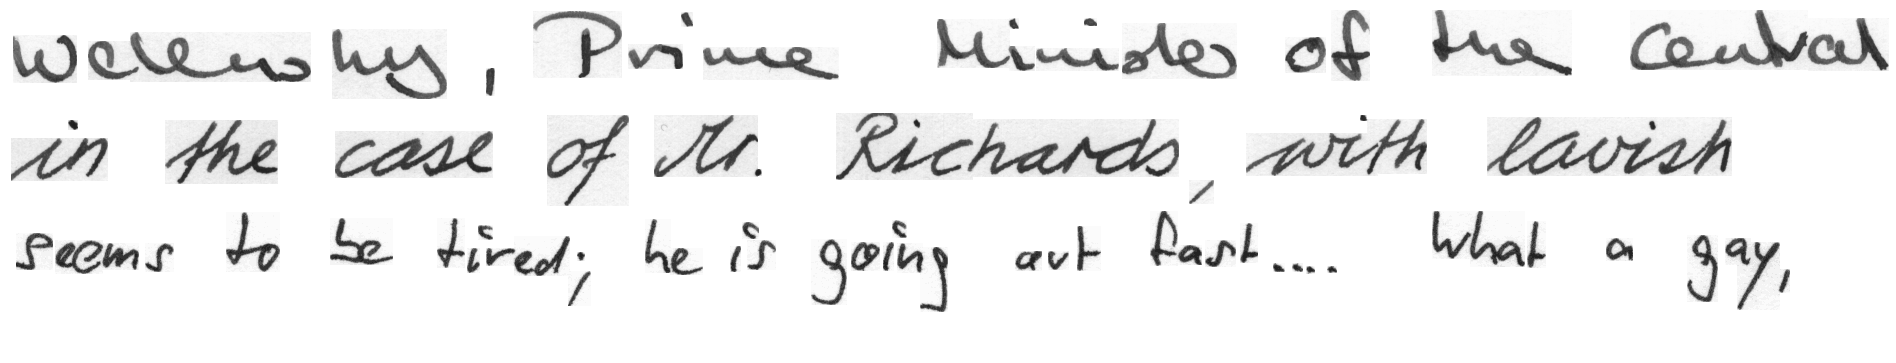 Welensky, Prime Minister of the Central
in the case of Mr. Richards, with lavish
seems to be tired; he is going out fast.... What a gay,